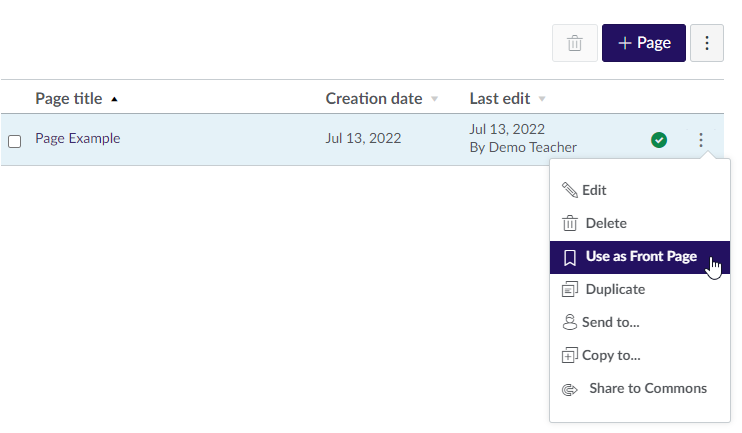 + Page
Page title Creation date Last edit
Page Example Jul 13, 2022 Jul 13, 2022
By Demo Teacher
Edit
Delete
Use as Front Page
Duplicate
Send to...
Copy to...
Share to Commons